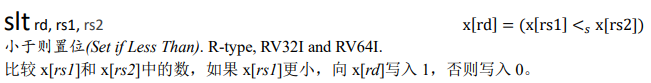 slt rd, rs1, rs2 x[rd] = (x[rs1] <ₛ x[rs2])
小于则置位(Set if Less Than). R-type, RV32I and RV64I.
比较 x[rs1]和 x[rs2]中的数，如果 x[rs1]更小，向 x[rd]写入 1，否则写入 0。